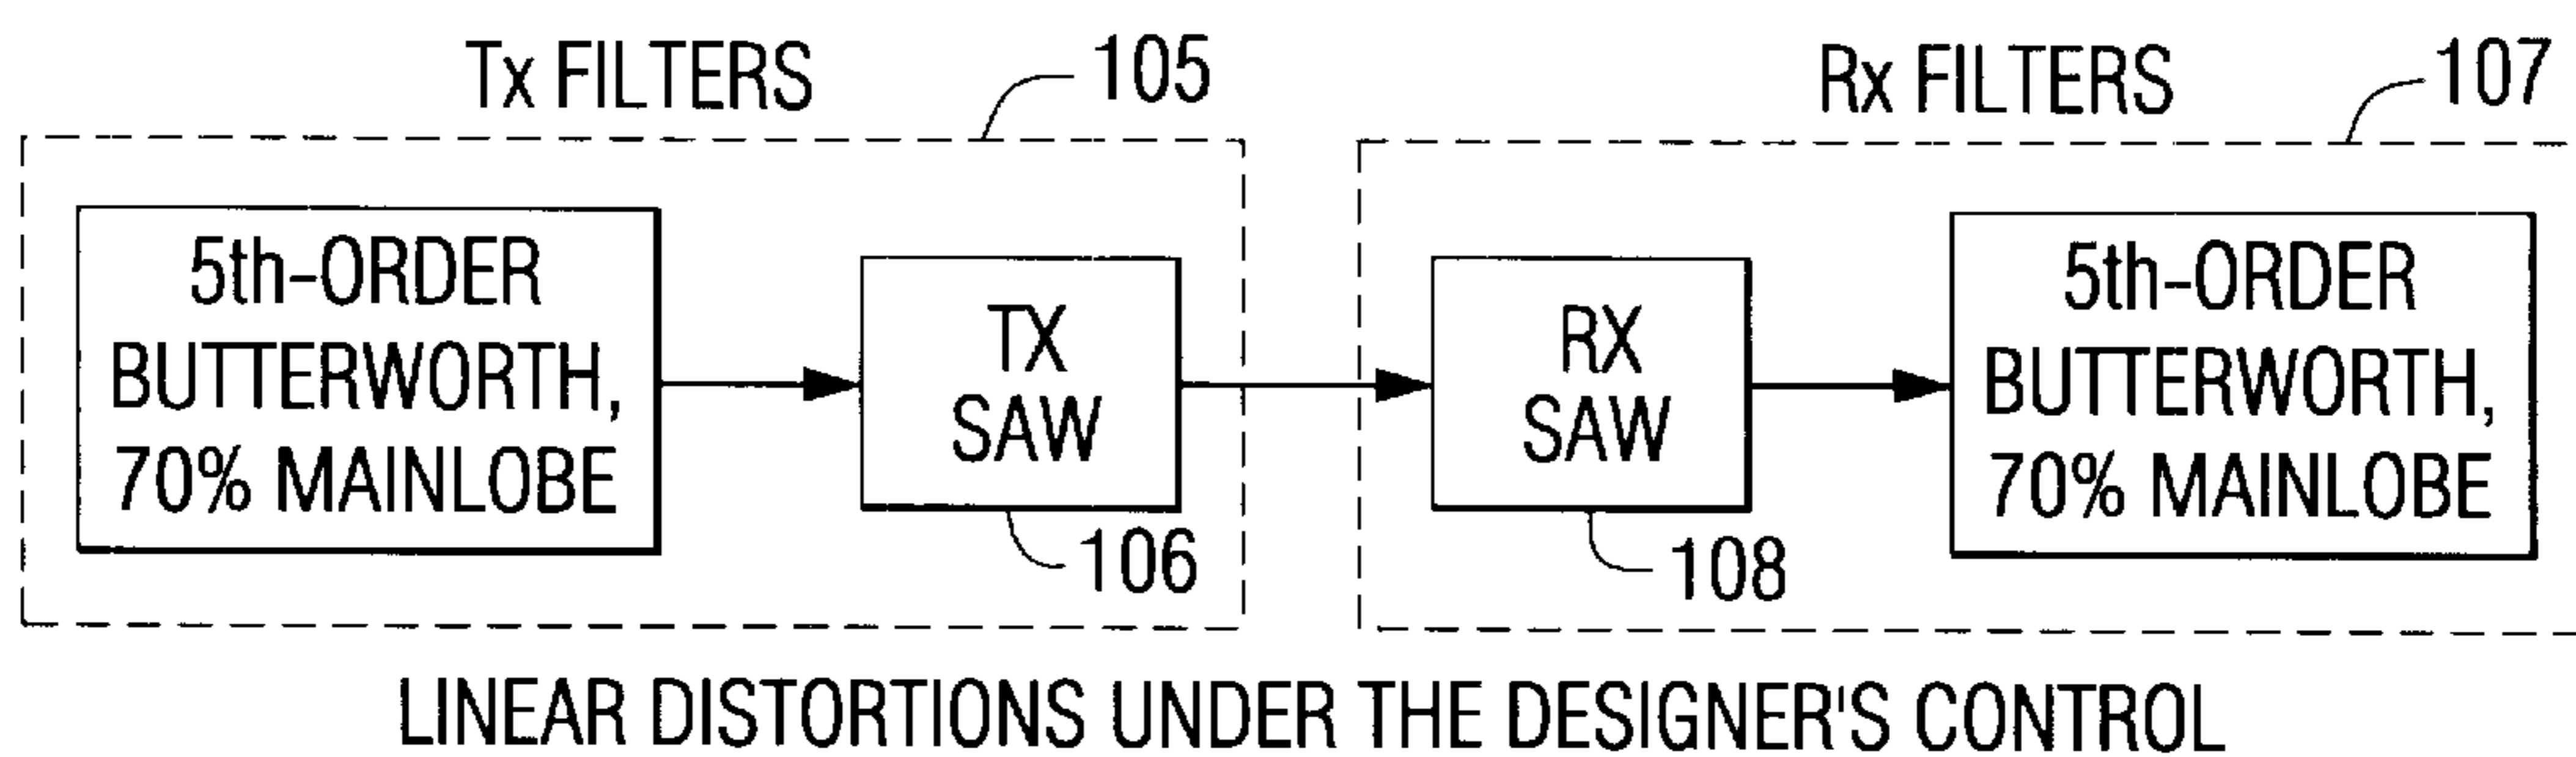 Tx FILTERS
105
Rx FILTERS
107
5th-ORDER
BUTTERWORTH,
70% MAINLOBE
TX
SAW
106
RX
SAW
108
5th-ORDER
BUTTERWORTH,
70% MAINLOBE
LINEAR DISTORTIONS UNDER THE DESIGNER'S CONTROL